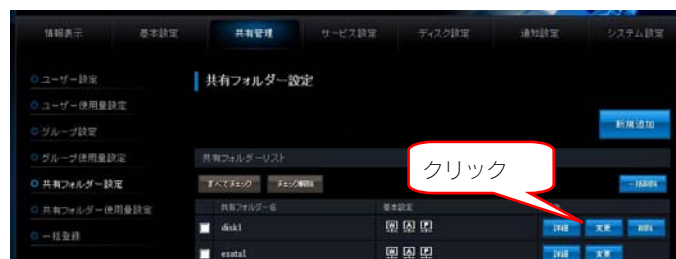 情報表示 基本設定 共有管理 サービス設定 ディスク設定 通知設定 システム設定
ユーザー設定
共有フォルダー設定
ユーザー使用量設定
新規追加
グループ設定
グループ使用量設定
共有フォルダーリスト
クリック
共有フォルダー設定
すべてチェック チェック解除 一括削除
共有フォルダー使用量設定
共有フォルダー名 基本設定
一括登録
disk1 W A F 詳細 変更 削除
esata1 W A F 詳細 変更